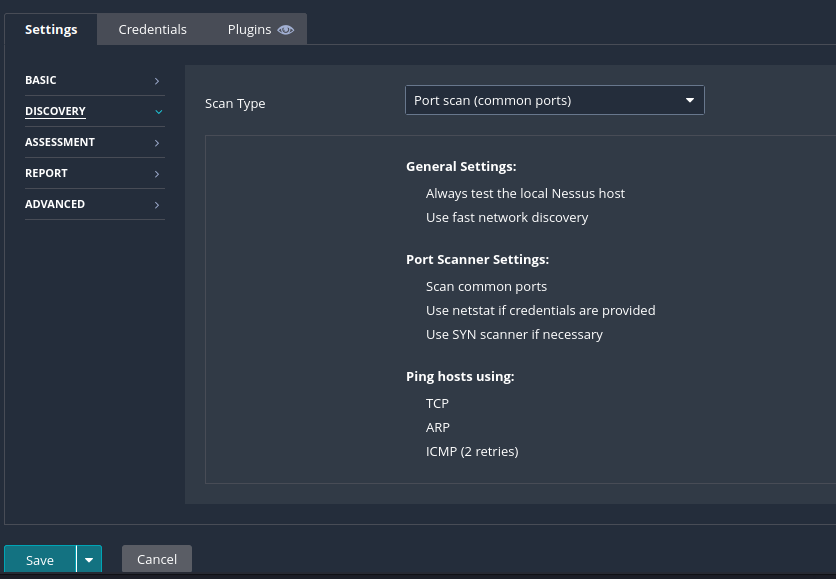 Settings
Credentials
Plugins
BASIC
DISCOVERY
ASSESSMENT
REPORT
ADVANCED
Scan Type
Port scan (common ports)
General Settings:
Always test the local Nessus host
Use fast network discovery
Port Scanner Settings:
Scan common ports
Use netstat if credentials are provided
Use SYN scanner if necessary
Ping hosts using:
TCP
ARP
ICMP (2 retries)
Save
Cancel